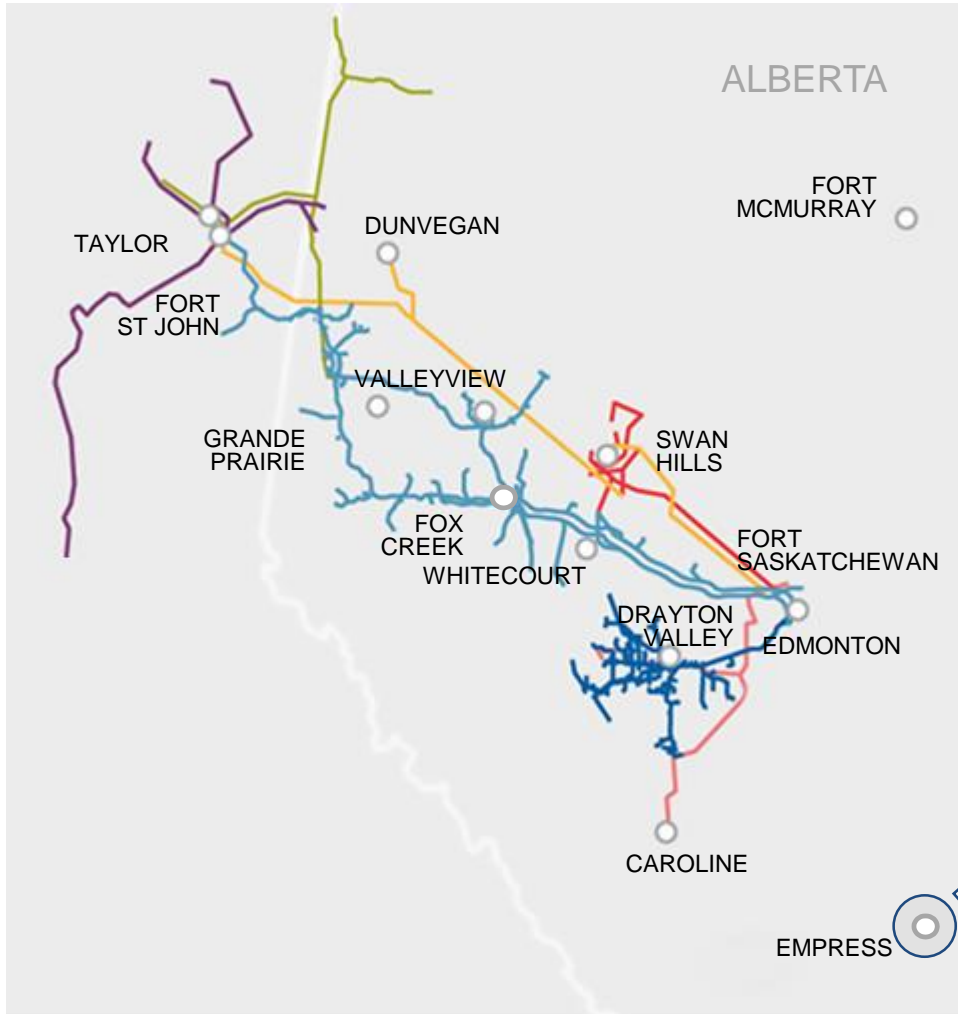 ALBERTA
FORT
MCMURRAY
DUNVEGAN
TAYLOR
FORT
ST JOHN
VALLEYVIEW
GRANDE
PRAIRIE
SWAN
HILLS
FOX
CREEK
WHITECOURT
FORT
SASKATCHEWAN
DRAYTON
VALLEY
EDMONTON
CAROLINE
EMPRESS